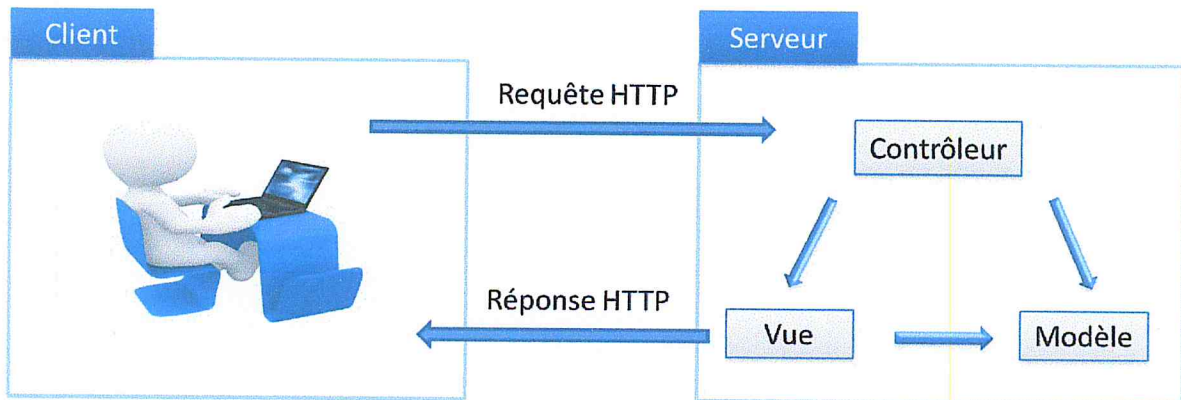 Client
Serveur
Requête HTTP
Contrôleur
Réponse HTTP
Vue
Modèle